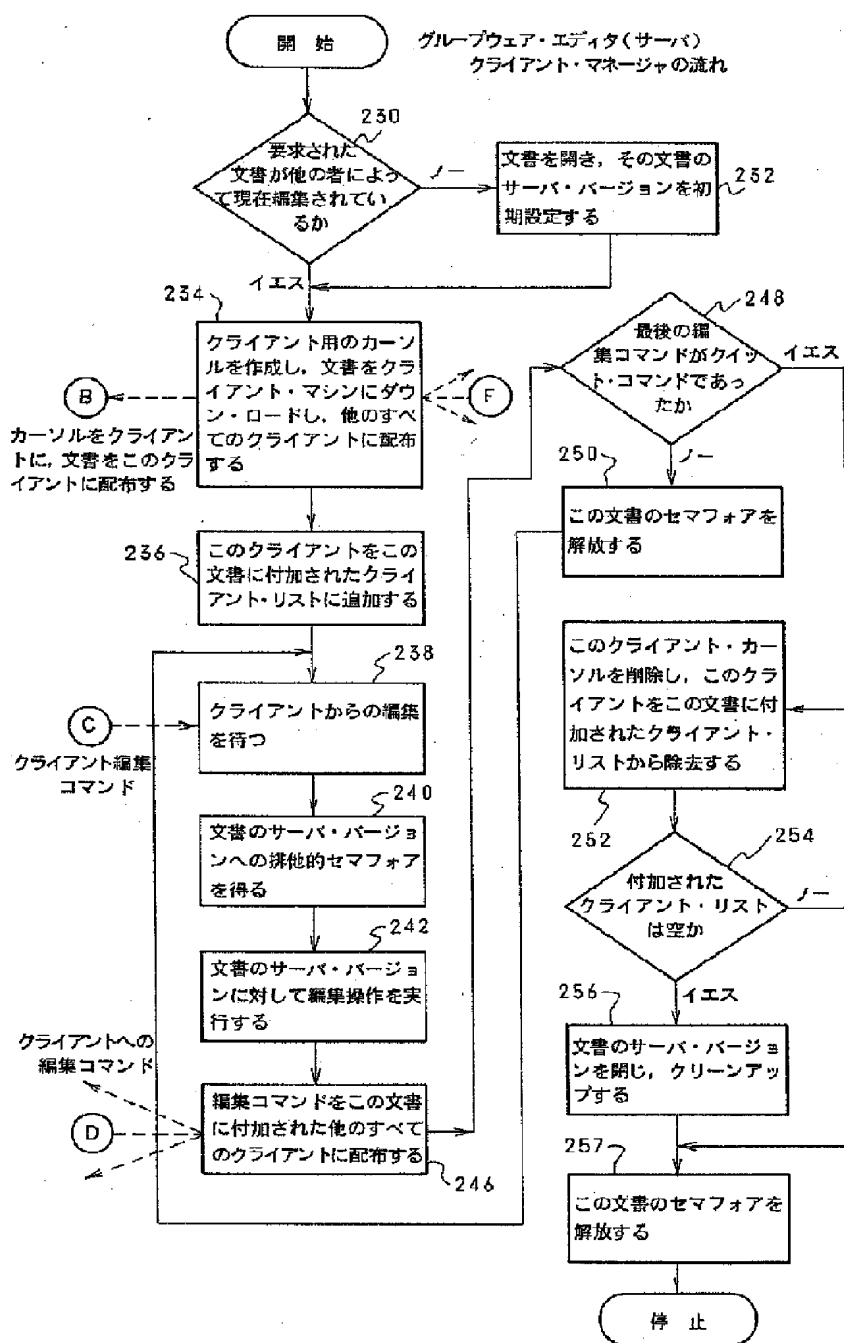 開始
グループウェア・エディタ(サーバ)
クライアント・マネージャの流れ
230
要求された
文書が他の者によっ
て現在編集されてい
るか
ノー
文書を開き，その文書の
サーバ・バージョンを初
期設定する
232
イエス
234
クライアント用のカーソ
ルを作成し，文書をクラ
イアント・マシンにダウ
ン・ロードし，他のすべ
てのクライアントに配布
する
B
カーソルをクライアン
トに，文書をこのクラ
イアントに配布する
F
236
このクライアントをこの
文書に付加されたクライ
アント・リストに追加する
238
クライアントからの編集
を待つ
C
クライアント編集
コマンド
240
文書のサーバ・バージョ
ンへの排他的セマフォア
を得る
242
文書のサーバ・バージョ
ンに対して編集操作を実
行する
クライアントへの
編集コマンド
D
編集コマンドをこの文書
に付加された他のすべて
のクライアントに配布する
246
248
最後の編
集コマンドがクイッ
ト・コマンドであっ
たか
イエス
ノー
250
この文書のセマフォアを
解放する
このクライアント・カー
ソルを削除し，このクラ
イアントをこの文書に付
加されたクライアント・
リストから除去する
252
254
付加された
クライアント・リスト
は空か
ノー
イエス
256
文書のサーバ・バージョ
ンを閉じ，クリーンアッ
プする
257
この文書のセマフォアを
解放する
停止